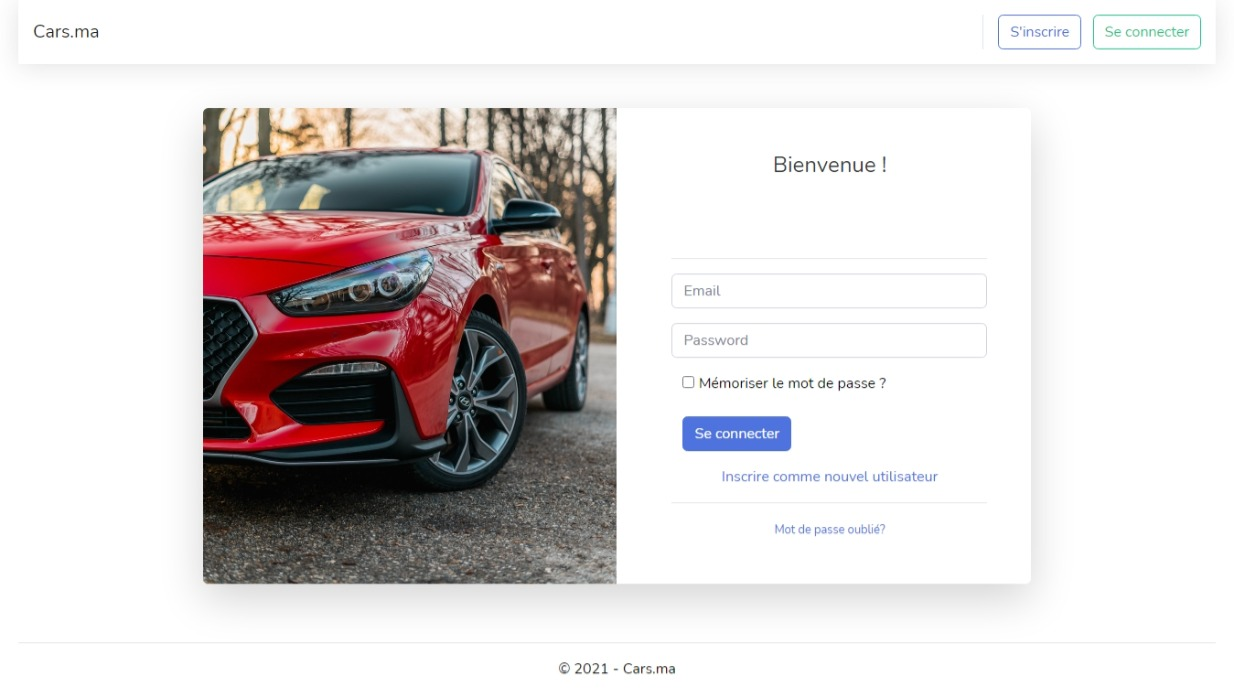 Cars.ma
S'inscrire
Se connecter
Bienvenue !
Email
Password
Mémoriser le mot de passe ?
Se connecter
Inscrire comme nouvel utilisateur
Mot de passe oublié?
© 2021 - Cars.ma